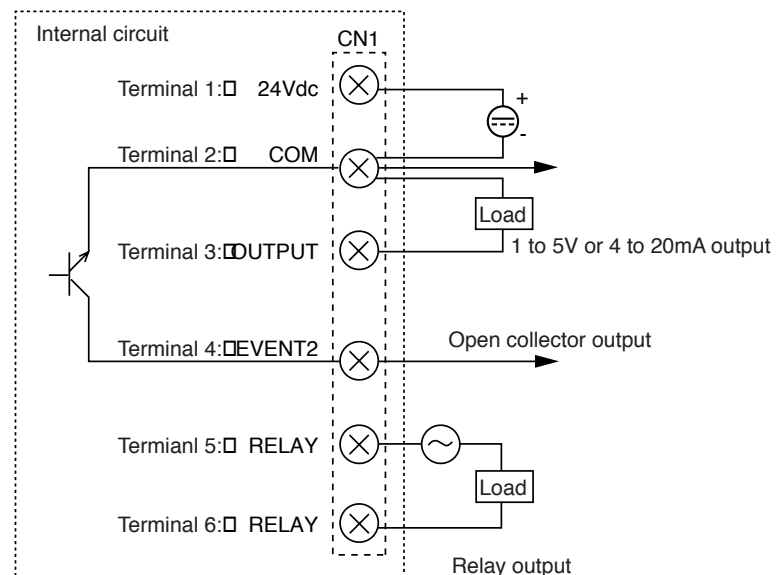 Internal circuit
CN1
Terminal 1:□ 24Vdc
+
-
Terminal 2:□ COM
Load
Terminal 3:□OUTPUT
1 to 5V or 4 to 20mA output
Terminal 4:□EVENT2
Open collector output
Termianl 5:□ RELAY
Load
Terminal 6:□ RELAY
Relay output